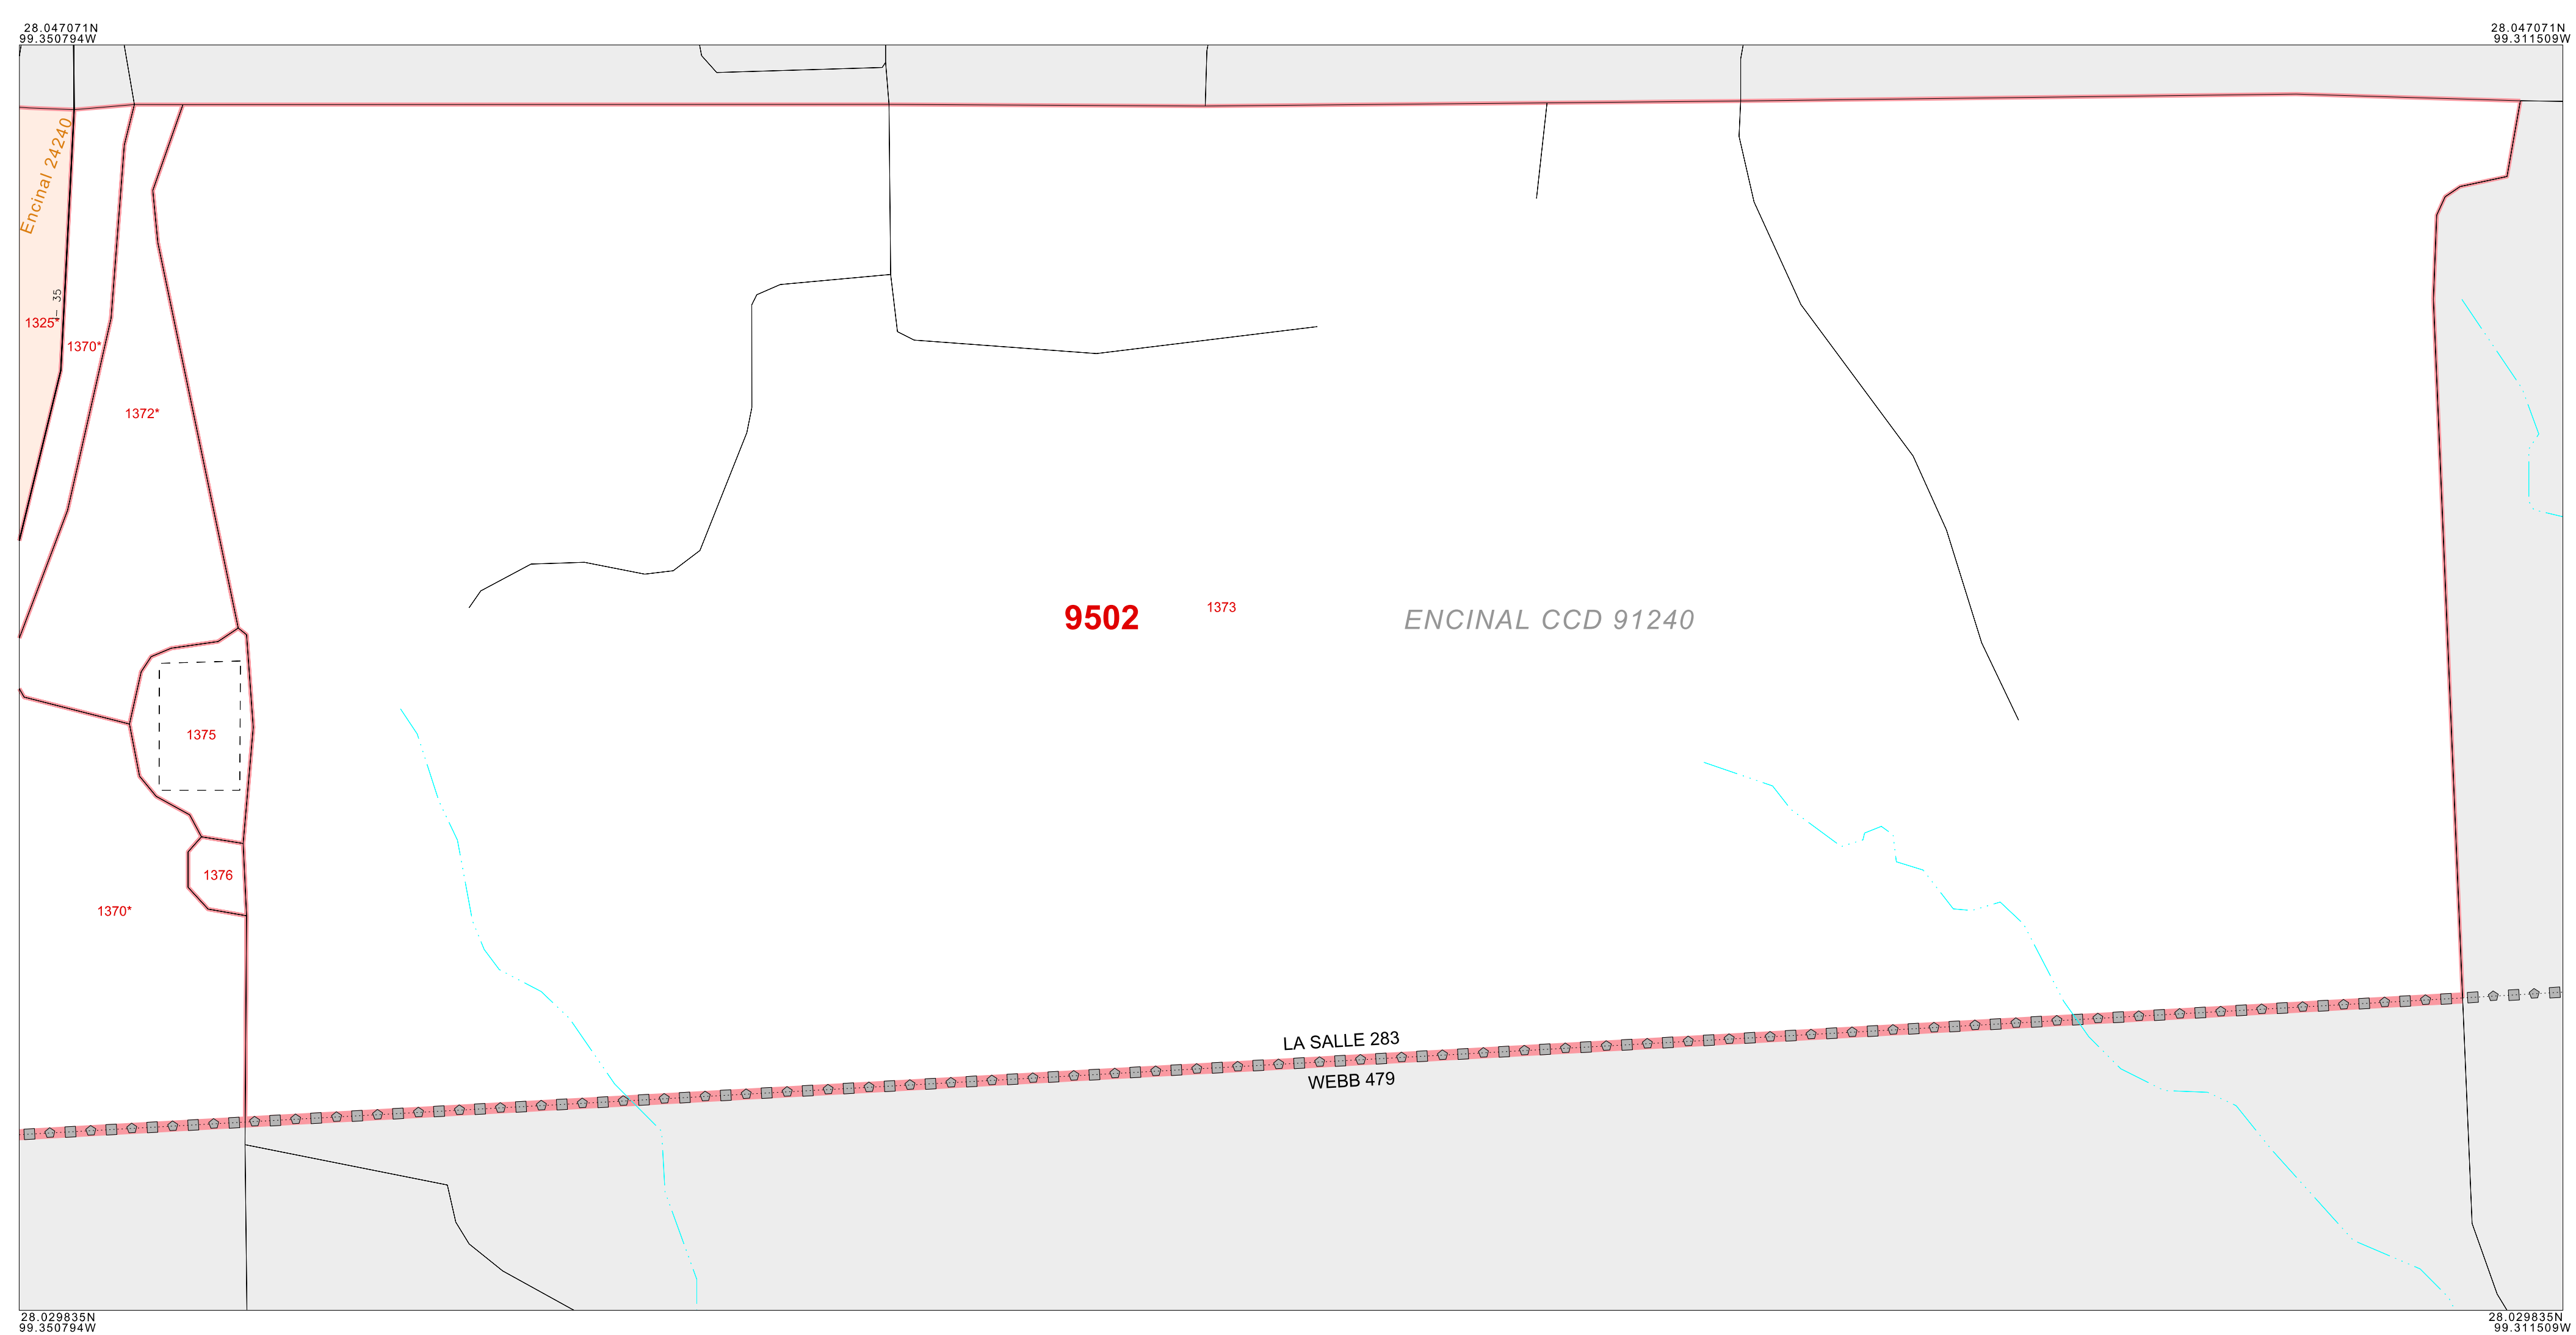 28.047071N
99.350794W
28.047071N
99.311509W
Encinal 24240
I- 35
1325*
1370*
1372*
9502
1373
ENCINAL CCD 91240
1375
1376
1370*
LA SALLE 283
WEBB 479
28.029835N
99.350794W
28.029835N
99.311509W